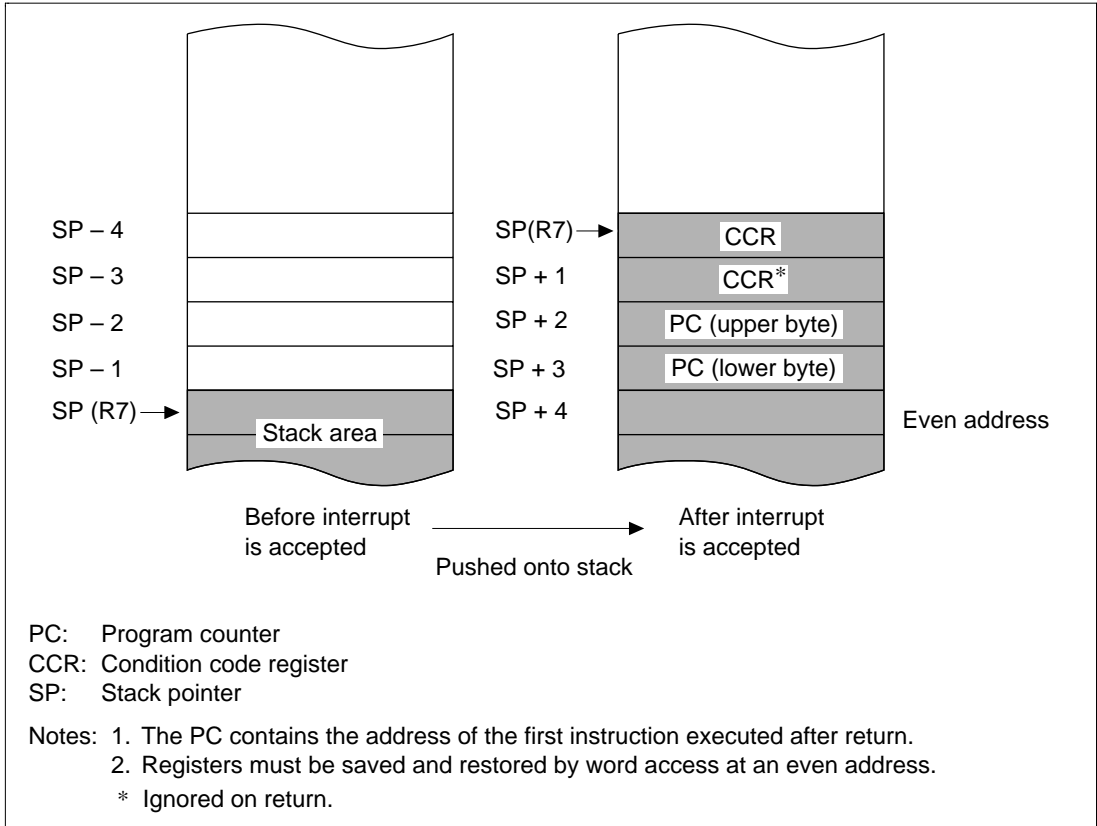 SP – 4
SP – 3
SP – 2
SP – 1
SP (R7)
Stack area
SP(R7)
SP + 1
SP + 2
SP + 3
SP + 4
CCR
CCR*
PC (upper byte)
PC (lower byte)
Even address
Before interrupt
is accepted
Pushed onto stack
After interrupt
is accepted
PC: Program counter
CCR: Condition code register
SP: Stack pointer
Notes: 1. The PC contains the address of the first instruction executed after return.
2. Registers must be saved and restored by word access at an even address.
* Ignored on return.